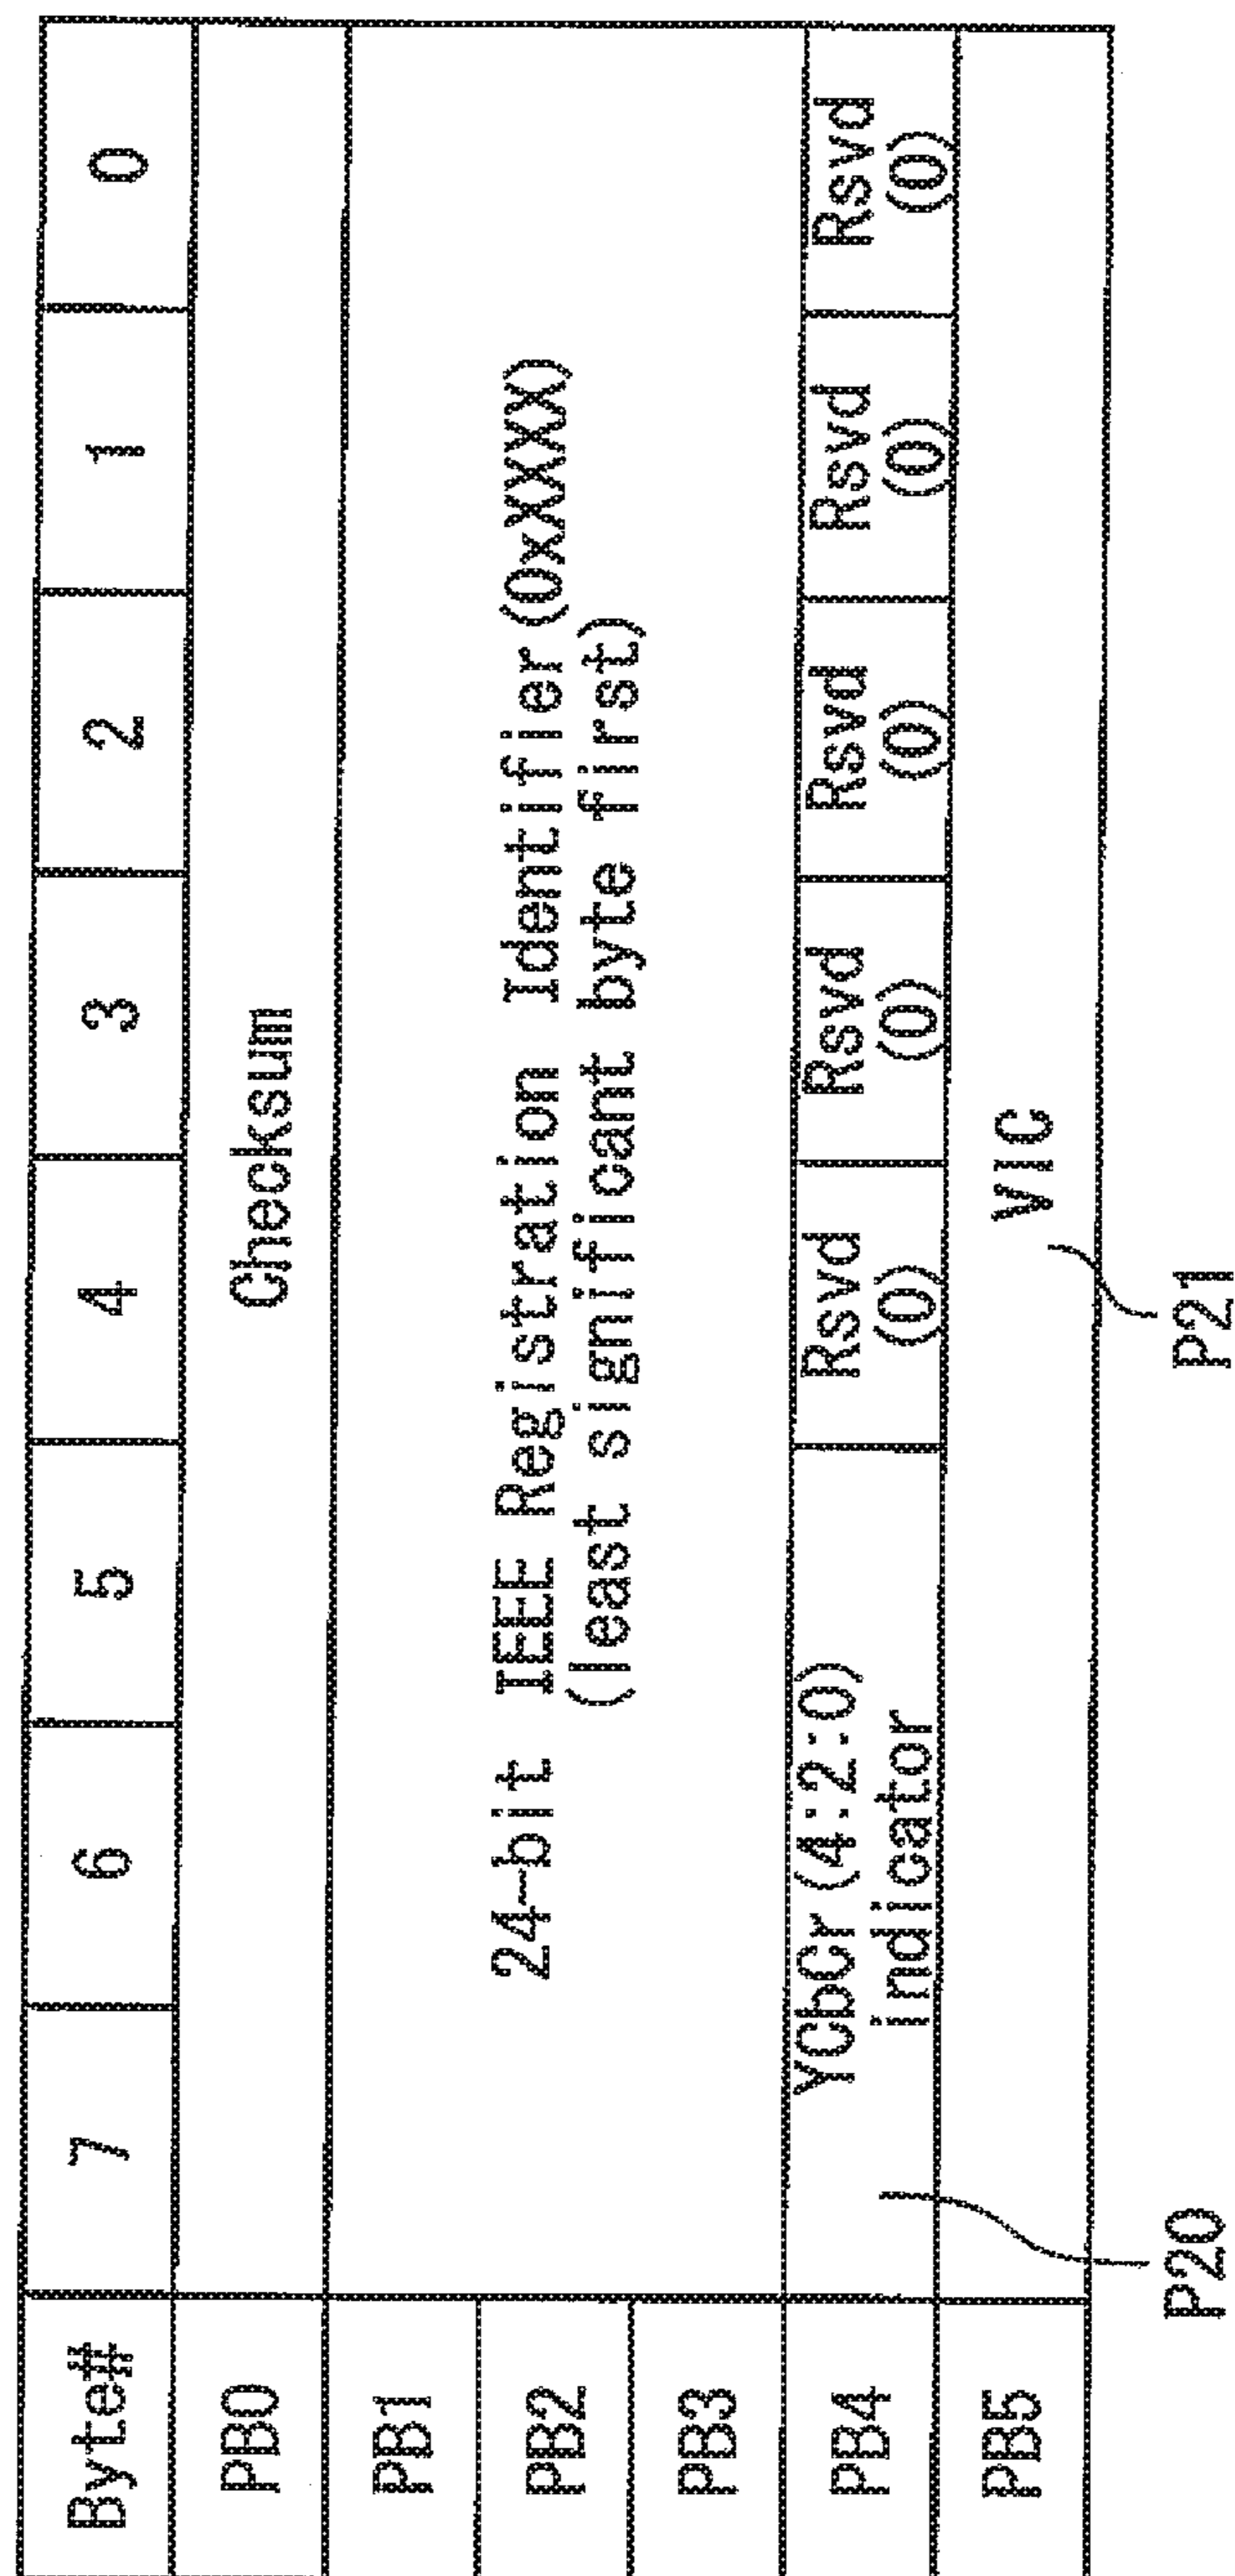 Byte# 7 6 5 4 3 2 1 0
PB0 Checksum
PB1
PB2 24-bit IEEE Registration Identifier(0xXXXX)
(least significant byte first)
PB3
PB4 YCbCr(4:2:0) indicator Rsvd (0) Rsvd (0) Rsvd (0) Rsvd (0) Rsvd (0)
PB5 VIC
P20 P21